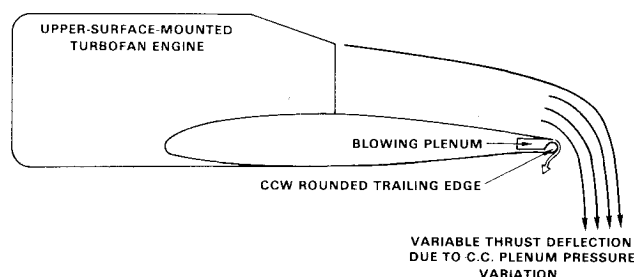 UPPER-SURFACE-MOUNTED
TURBOFAN ENGINE
BLOWING PLENUM
CCW ROUNDED TRAILING EDGE
VARIABLE THRUST DEFLECTION
DUE TO C.C. PLENUM PRESSURE
VARIATION